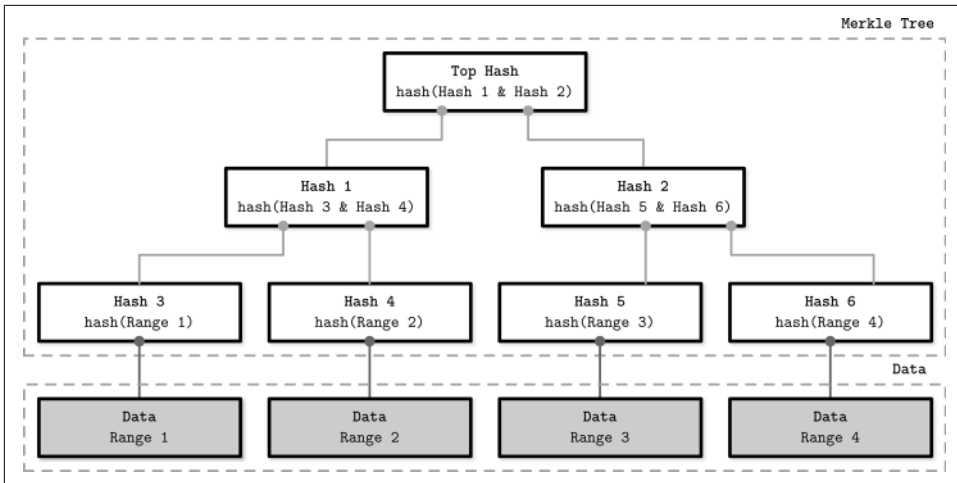 Merkle Tree
Top Hash
hash(Hash 1 & Hash 2)
Hash 1
hash(Hash 3 & Hash 4)
Hash 2
hash(Hash 5 & Hash 6)
Hash 3
hash(Range 1)
Hash 4
hash(Range 2)
Hash 5
hash(Range 3)
Hash 6
hash(Range 4)
Data
Data
Range 1
Data
Range 2
Data
Range 3
Data
Range 4